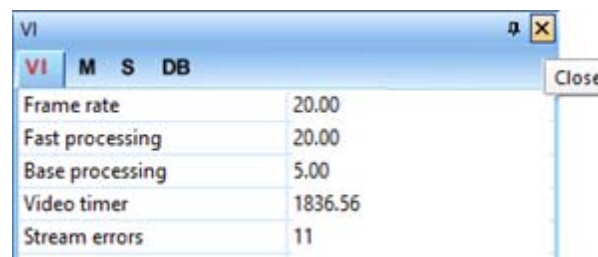 VI
VI M S DB
Close
Frame rate 20.00
Fast processing 20.00
Base processing 5.00
Video timer 1836.56
Stream errors 11